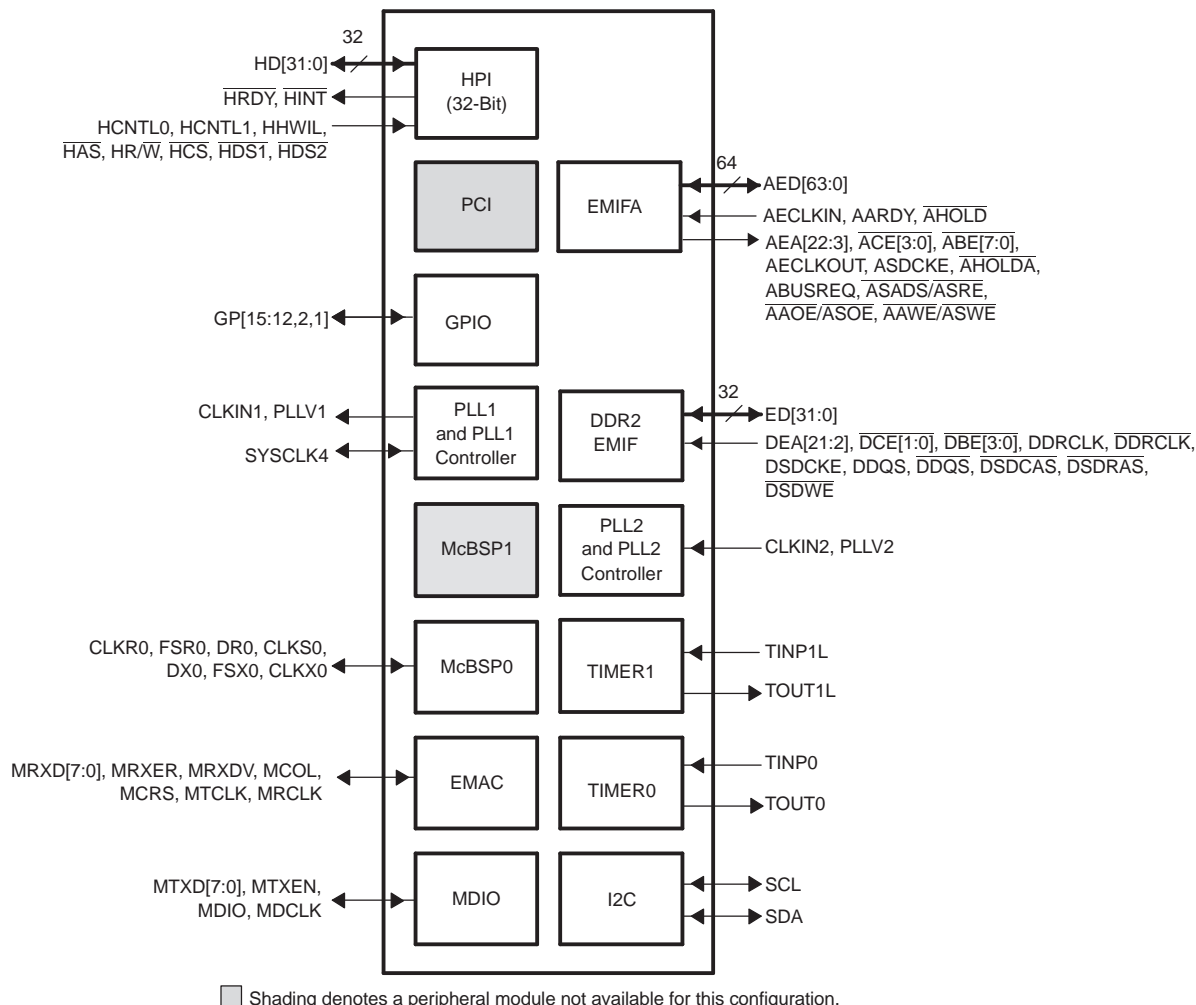 32
HD[31:0]
HRDY, HINT
HCNTL0, HCNTL1, HHWIL,
HAS, HR/W, HCS, HDS1, HDS2
HPI
(32-Bit)
PCI
EMIFA
64
AED[63:0]
AECLKIN, AARDY, AHOLD
AEA[22:3], ACE[3:0], ABE[7:0],
AECLKOUT, ASDCKE, AHOLDA,
ABUSREQ, ASADS/ASRE,
AAOE/ASOE, AAWE/ASWE
GP[15:12,2,1]
GPIO
CLKIN1, PLLV1
SYSCLK4
PLL1
and PLL1
Controller
DDR2
EMIF
32
ED[31:0]
DEA[21:2], DCE[1:0], DBE[3:0], DDRCLK, DDRCLK,
DSDCKE, DDQS, DDQS, DSDCAS, DSDRAS,
DSDWE
McBSP1
PLL2
and PLL2
Controller
CLKIN2, PLLV2
CLKR0, FSR0, DR0, CLKS0,
DX0, FSX0, CLKX0
McBSP0
TIMER1
TINP1L
TOUT1L
MRXD[7:0], MRXER, MRXDV, MCOL,
MCRS, MTCLK, MRCLK
EMAC
TIMER0
TINP0
TOUT0
MTXD[7:0], MTXEN,
MDIO, MDCLK
MDIO
I2C
SCL
SDA
Shading denotes a peripheral module not available for this configuration.